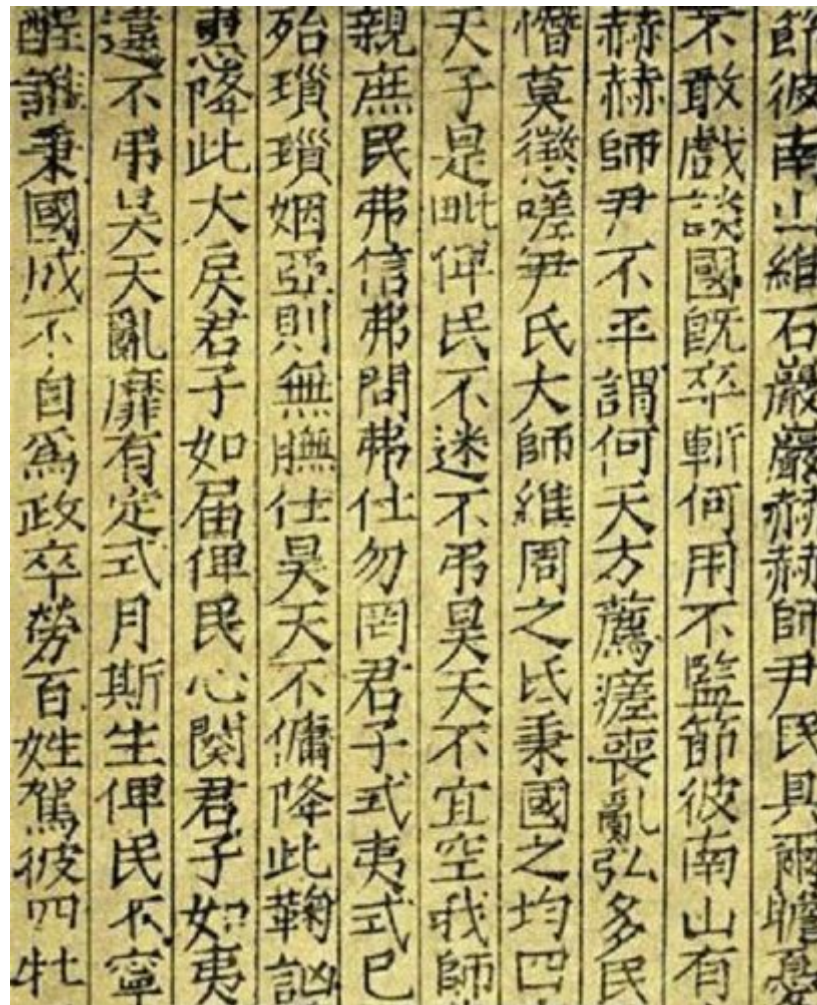 節彼南山維石巖巖赫赫師尹民具爾瞻憂
不敢戲談國既卒斬何用不監節彼南山有
赫赫師尹不平謂何天方薦瘥喪亂弘多民
憯莫懲嗟尹氏大師維周之氐秉國之均四
天子是毗俾民不迷不弔昊天不宜空我師
親庶民弗信弗問弗仕勿罔君子式夷式已
殆瑣瑣姻亞則無膴仕昊天不傭降此鞠訩
惠降此大戾君子如届俾民心闋君子如夷
違不弔昊天亂靡有定式月斯生俾民不寧
酲誰秉國成不自爲政卒勞百姓駕彼四牡